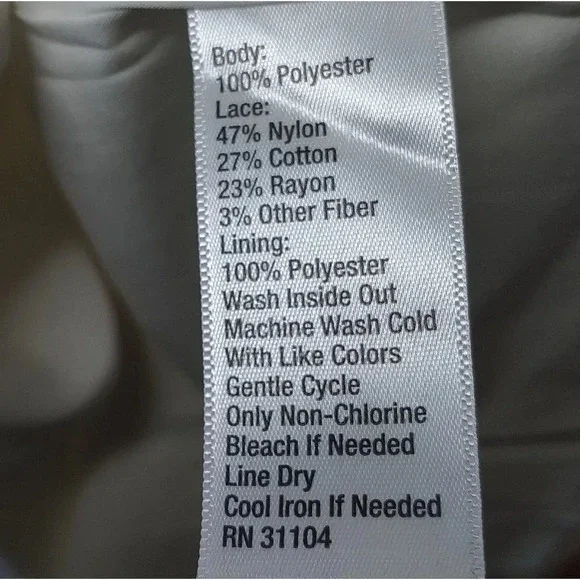 Body:
100% Polyester
Lace:
47% Nylon
27% Cotton
23% Rayon
3% Other Fiber
Lining:
100% Polyester
Wash Inside Out
Machine Wash Cold
With Like Colors
Gentle Cycle
Only Non-Chlorine
Bleach If Needed
Line Dry
Cool Iron If Needed
RN 31104